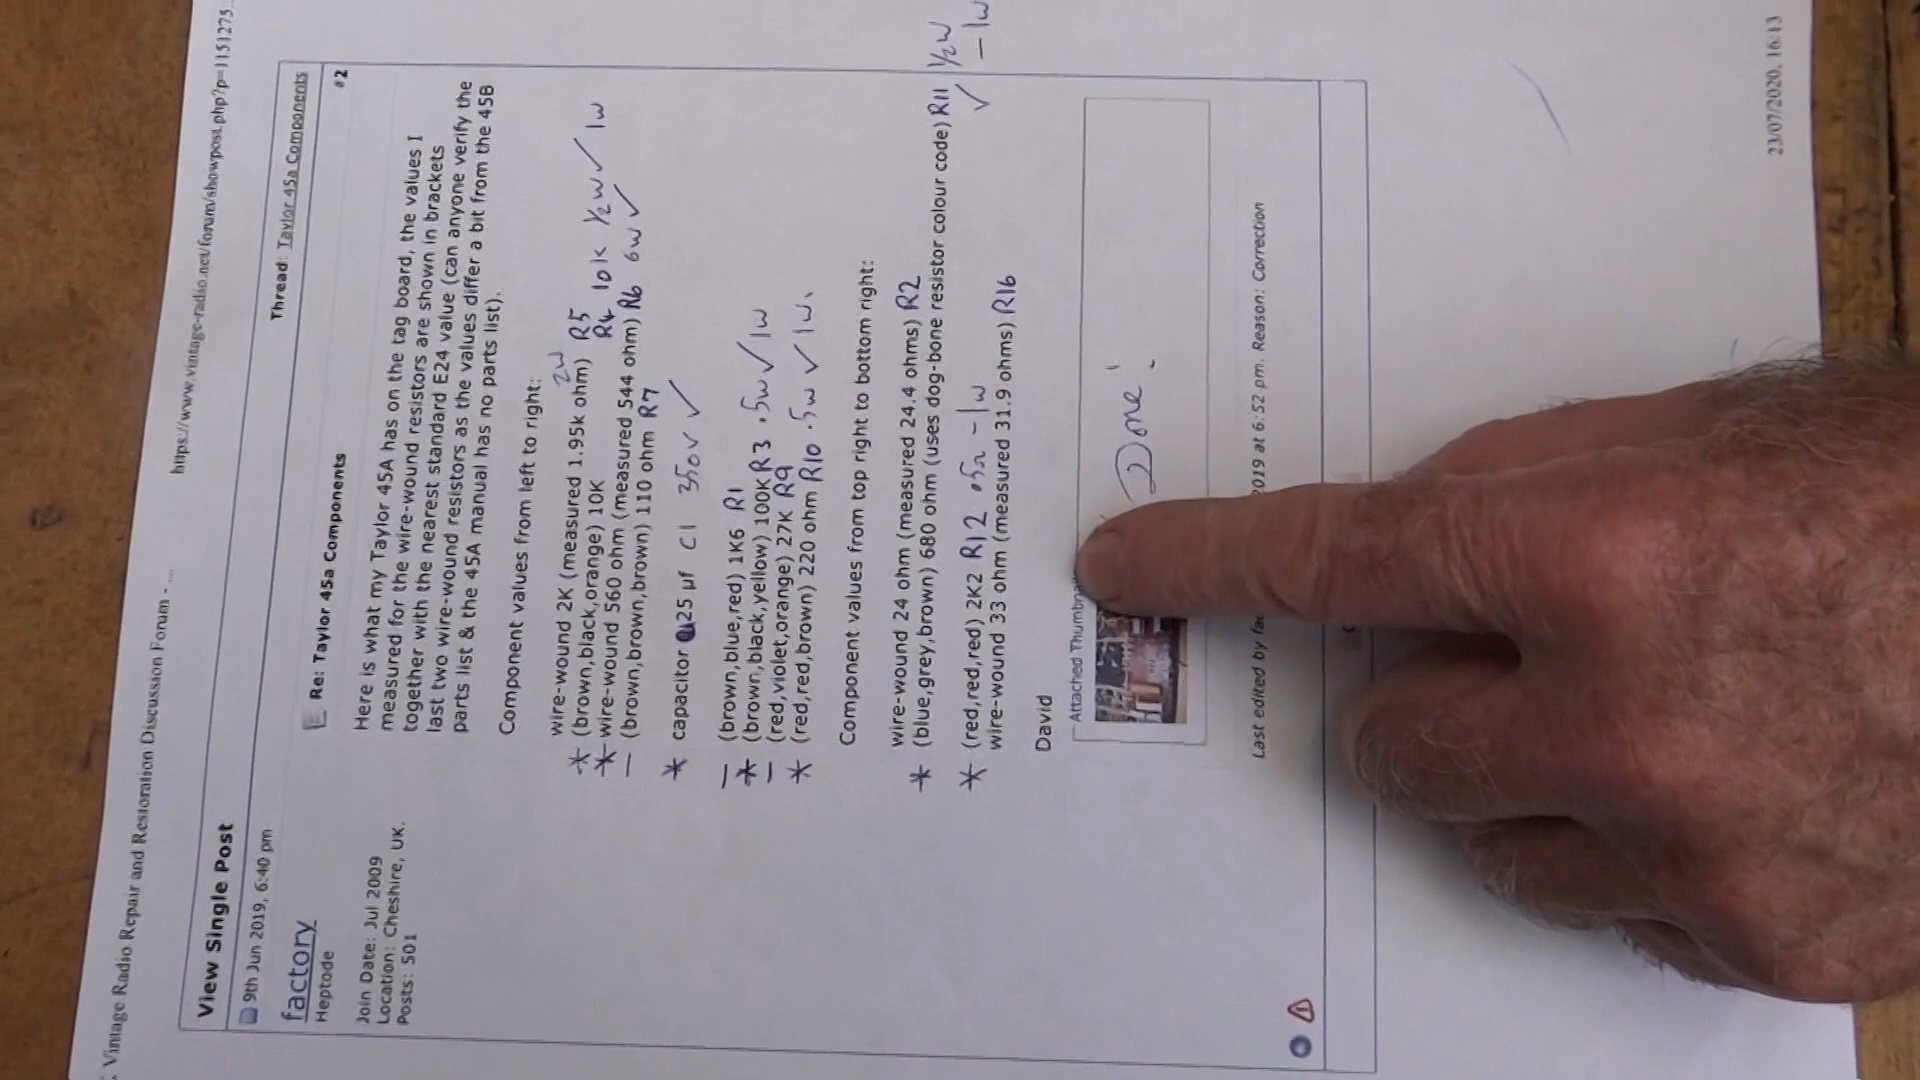 Vintage Radio Repair and Restoration Discussion Forum - ...
https://www.vintage-radio.net/forum/showpost.php?p=1151275...
View Single Post
Thread: Taylor 45a Components
9th Jun 2019, 6:40 pm
#2
factory
Heptode
Join Date: Jul 2009
Location: Cheshire, UK.
Posts: 501
Re: Taylor 45a Components
Here is what my Taylor 45A has on the tag board, the values I
measured for the wire-wound resistors are shown in brackets
together with the nearest standard E24 value (can anyone verify the
last two wire-wound resistors as the values differ a bit from the 45B
parts list & the 45A manual has no parts list).
Component values from left to right:
wire-wound 2K (measured 1.95k ohm) 2W R5
* (brown,black,orange) 10K R4 10K 1/2W ✓ 1W
* wire-wound 560 ohm (measured 544 ohm) R6 6W ✓
— (brown,brown,brown) 110 ohm R7
* capacitor 25 µf C1 350V ✓
— (brown,blue,red) 1K6 R1
* (brown,black,yellow) 100K R3 .5W ✓ 1W
— (red,violet,orange) 27K R9
* (red,red,brown) 220 ohm R10 .5W ✓ 1W.
Component values from top right to bottom right:
wire-wound 24 ohm (measured 24.4 ohms) R2
* (blue,grey,brown) 680 ohm (uses dog-bone resistor colour code) R11 1/2W
✓ — 1W
* (red,red,red) 2K2 R12 — 1W
wire-wound 33 ohm (measured 31.9 ohms) R16
David
Attached
Done!
Last edited by 2019 at 6:52 pm. Reason: Correction
23/07/2020, 16:13